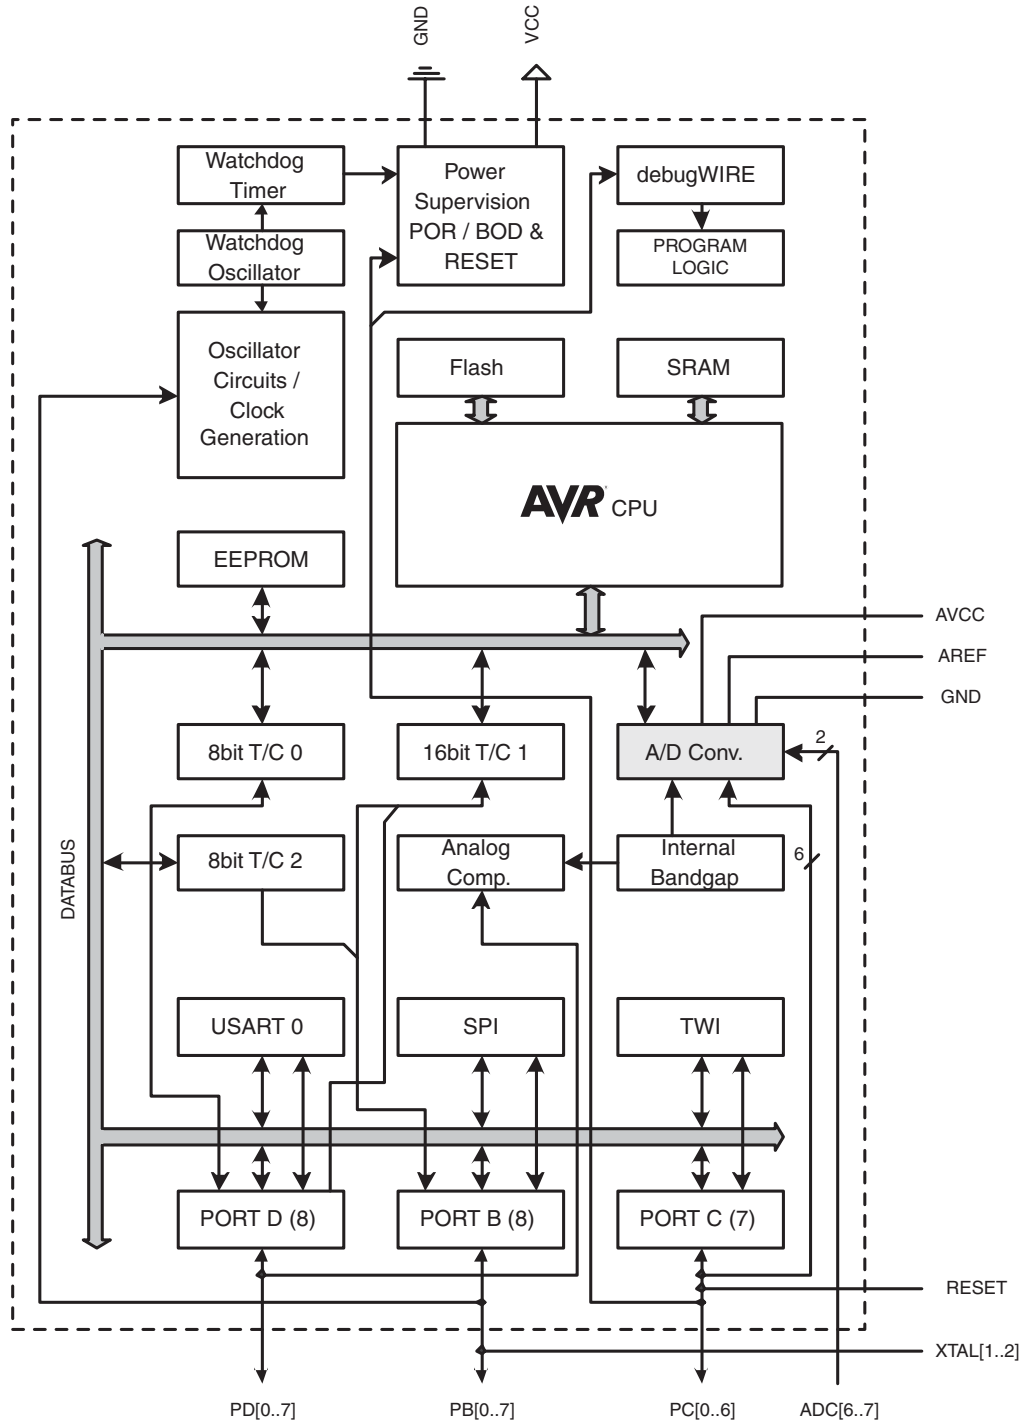 GND
VCC
Watchdog
Timer
Power
Supervision
POR / BOD &
RESET
debugWIRE
Watchdog
Oscillator
PROGRAM
LOGIC
Oscillator
Circuits /
Clock
Generation
Flash
SRAM
AVR CPU
EEPROM
AVCC
AREF
GND
8bit T/C 0
16bit T/C 1
A/D Conv.
2
DATABUS
8bit T/C 2
Analog
Comp.
Internal
Bandgap
6
USART 0
SPI
TWI
PORT D (8)
PORT B (8)
PORT C (7)
RESET
XTAL[1..2]
PD[0..7]
PB[0..7]
PC[0..6]
ADC[6..7]